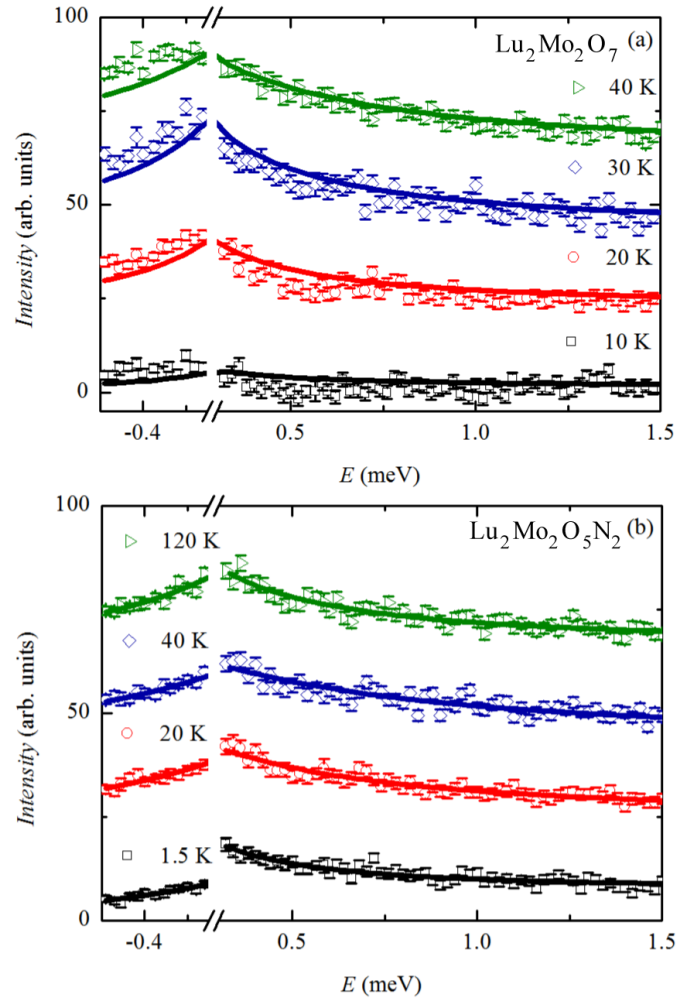 100
Lu₂Mo₂O₇ (a)
40 K
30 K
50
20 K
10 K
0
Intensity (arb. units)
-0.4 0.5 1.0 1.5
E (meV)
100
Lu₂Mo₂O₅N₂ (b)
120 K
40 K
50
20 K
1.5 K
0
Intensity (arb. units)
-0.4 0.5 1.0 1.5
E (meV)